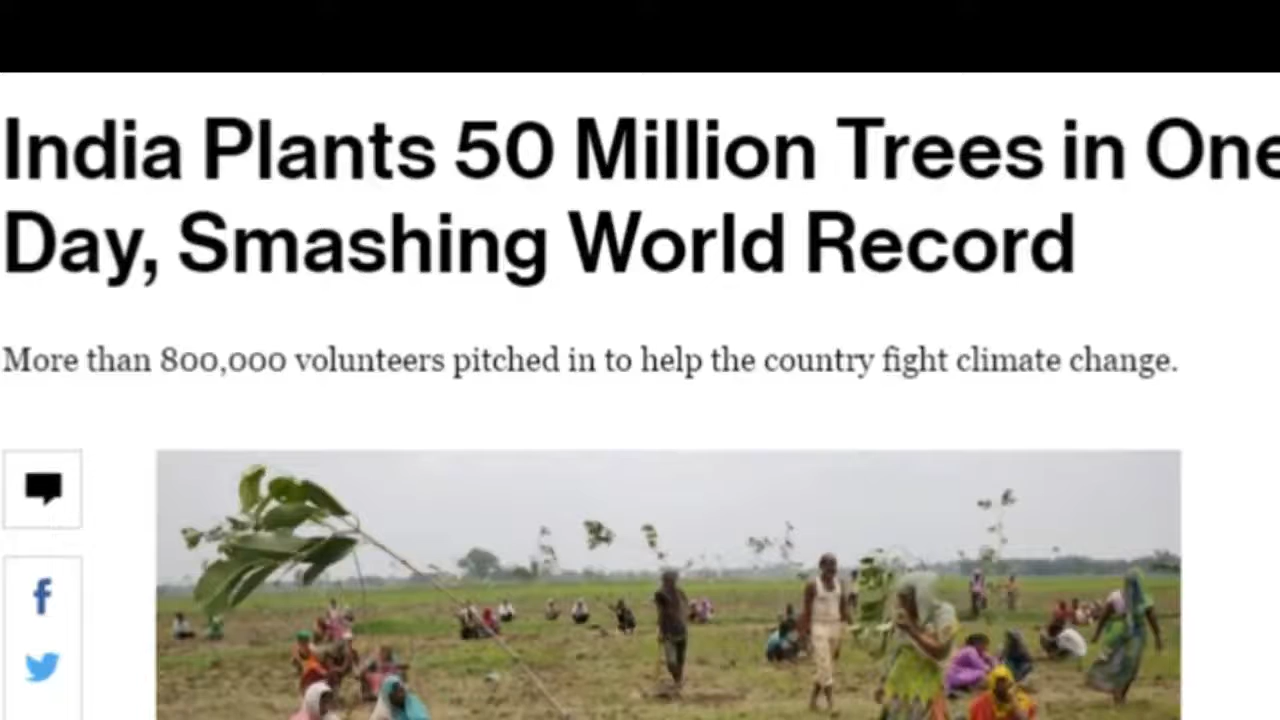 India Plants 50 Million Trees in One
Day, Smashing World Record
More than 800,000 volunteers pitched in to help the country fight climate change.